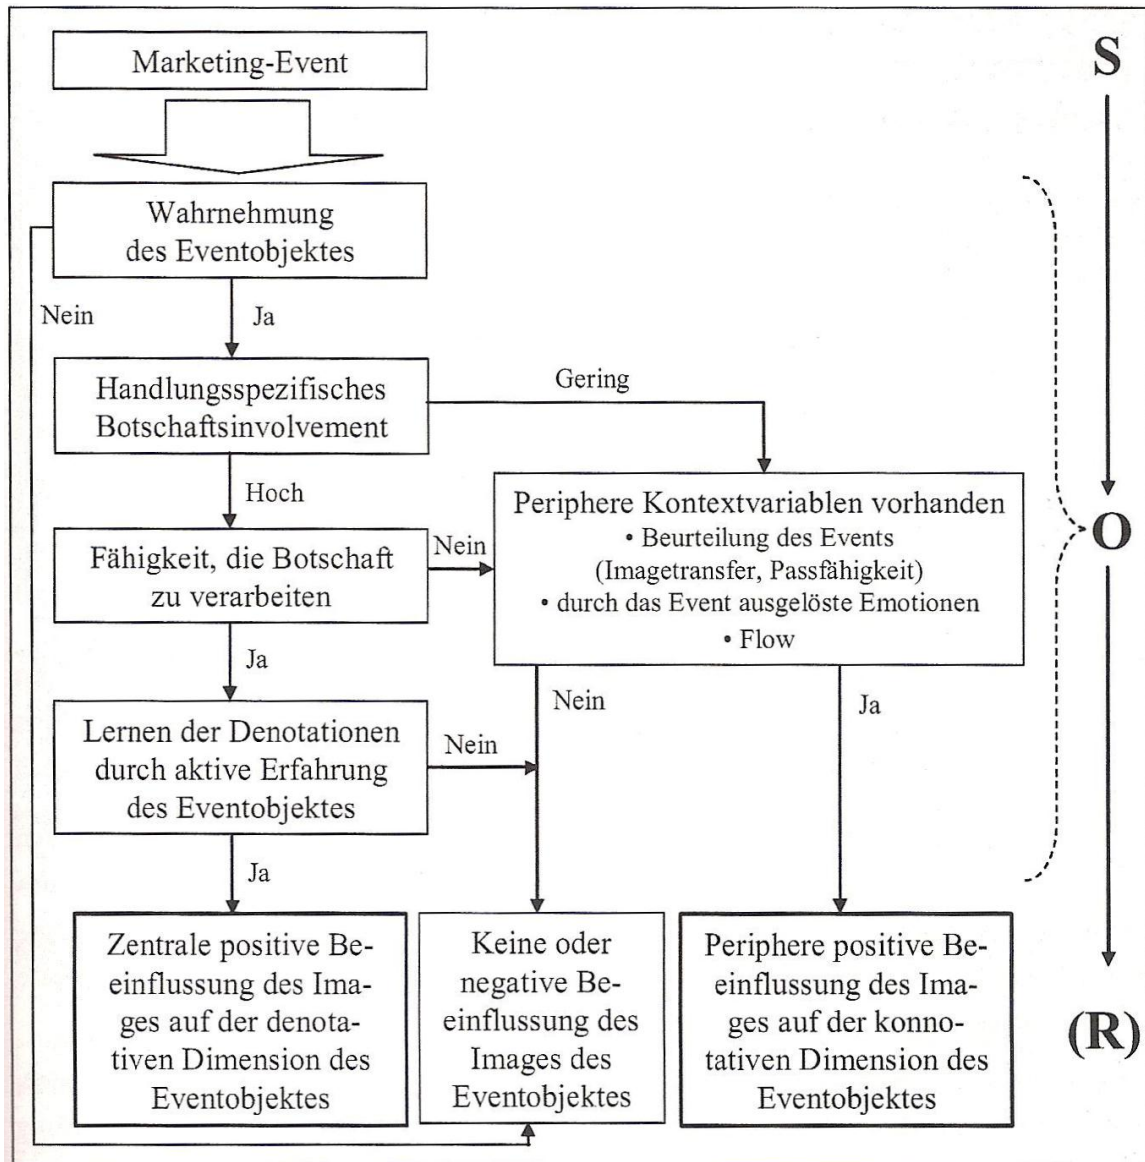 Marketing-Event
S
Wahrnehmung
des Eventobjektes
Nein
Ja
Handlungsspezifisches
Botschaftsinvolvement
Gering
Hoch
Periphere Kontextvariablen vorhanden
• Beurteilung des Events
(Imagetransfer, Passfähigkeit)
• durch das Event ausgelöste Emotionen
• Flow
O
Fähigkeit, die Botschaft
zu verarbeiten
Nein
Ja
Nein
Ja
Lernen der Denotationen
durch aktive Erfahrung
des Eventobjektes
Nein
Ja
Zentrale positive Be-
einflussung des Ima-
ges auf der denota-
tiven Dimension des
Eventobjektes
Keine oder
negative Be-
einflussung des
Images des
Eventobjektes
Periphere positive Be-
einflussung des Ima-
ges auf der konno-
tativen Dimension des
Eventobjektes
(R)